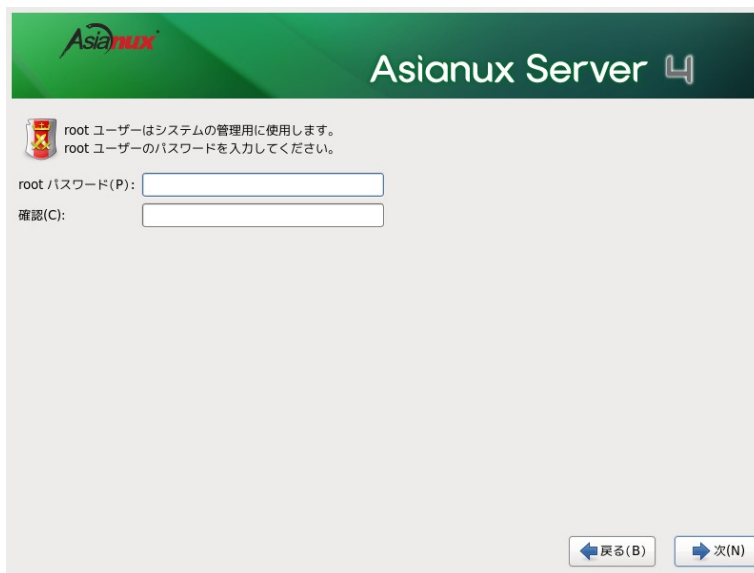 Asianux
Asianux Server 4
root ユーザーはシステムの管理用に使用します。
root ユーザーのパスワードを入力してください。
root パスワード(P):
確認(C):
戻る(B)
次(N)